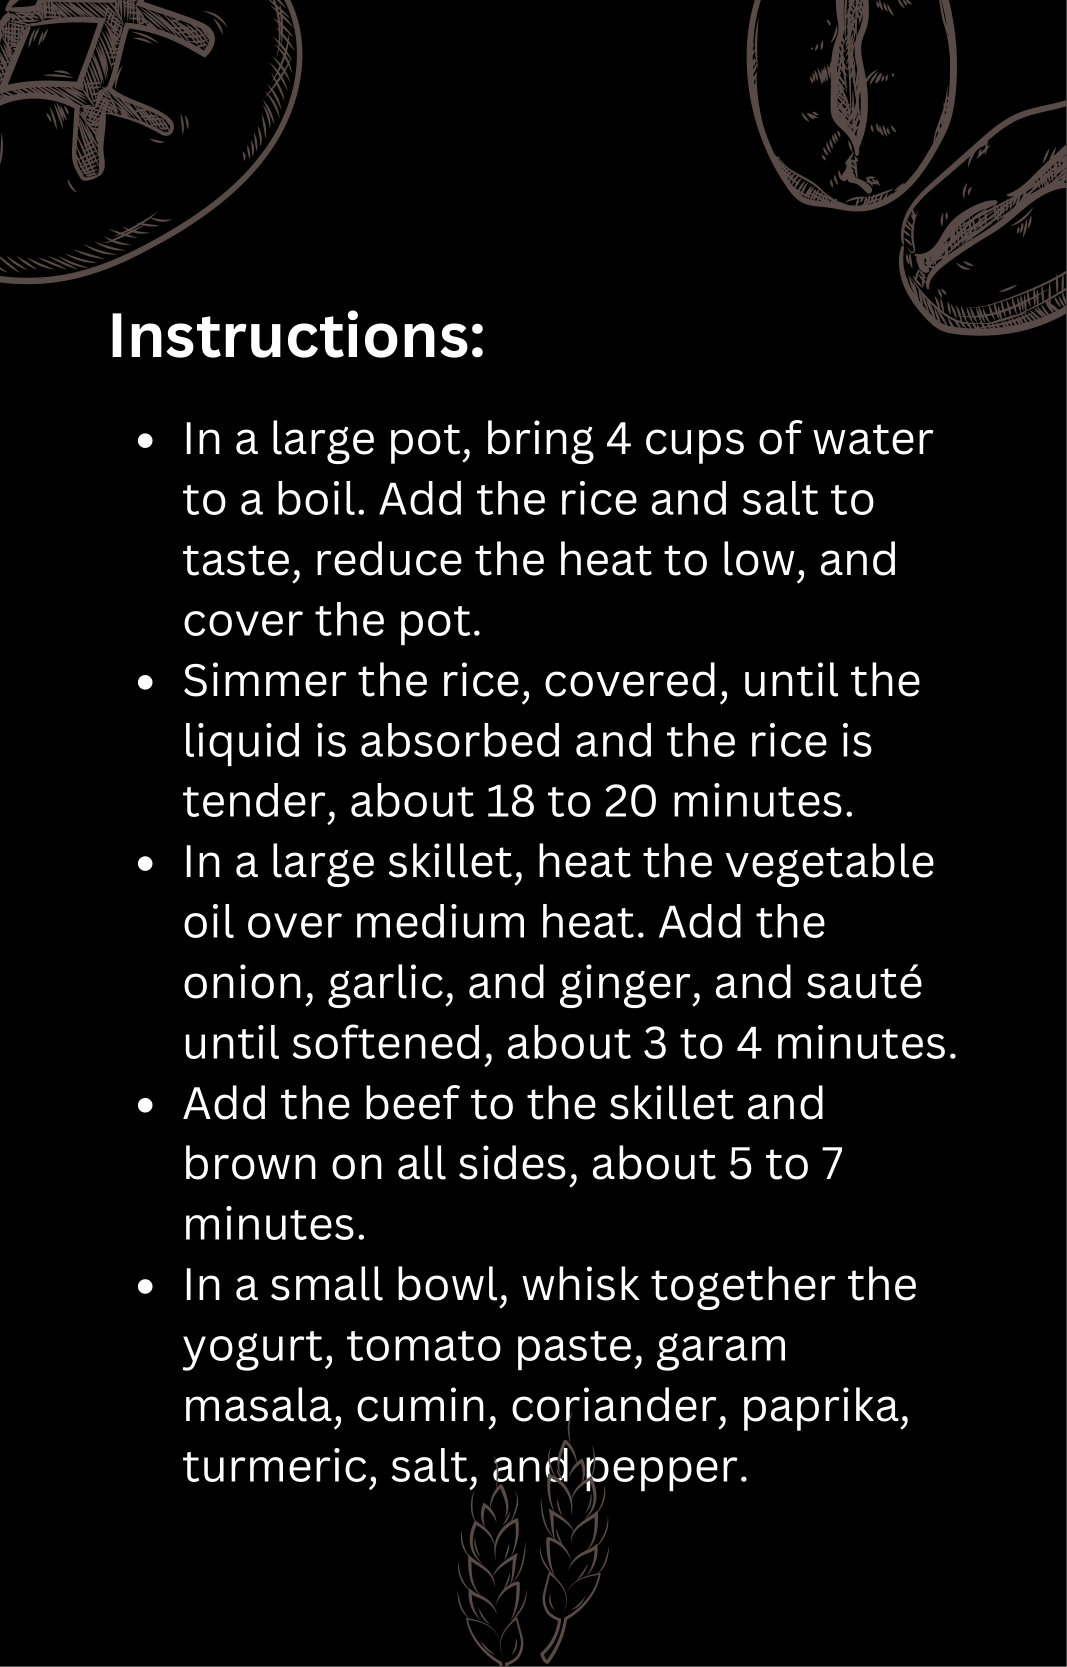 Instructions:
• In a large pot, bring 4 cups of water
to a boil. Add the rice and salt to
taste, reduce the heat to low, and
cover the pot.
• Simmer the rice, covered, until the
liquid is absorbed and the rice is
tender, about 18 to 20 minutes.
• In a large skillet, heat the vegetable
oil over medium heat. Add the
onion, garlic, and ginger, and sauté
until softened, about 3 to 4 minutes.
• Add the beef to the skillet and
brown on all sides, about 5 to 7
minutes.
• In a small bowl, whisk together the
yogurt, tomato paste, garam
masala, cumin, coriander, paprika,
turmeric, salt, and pepper.